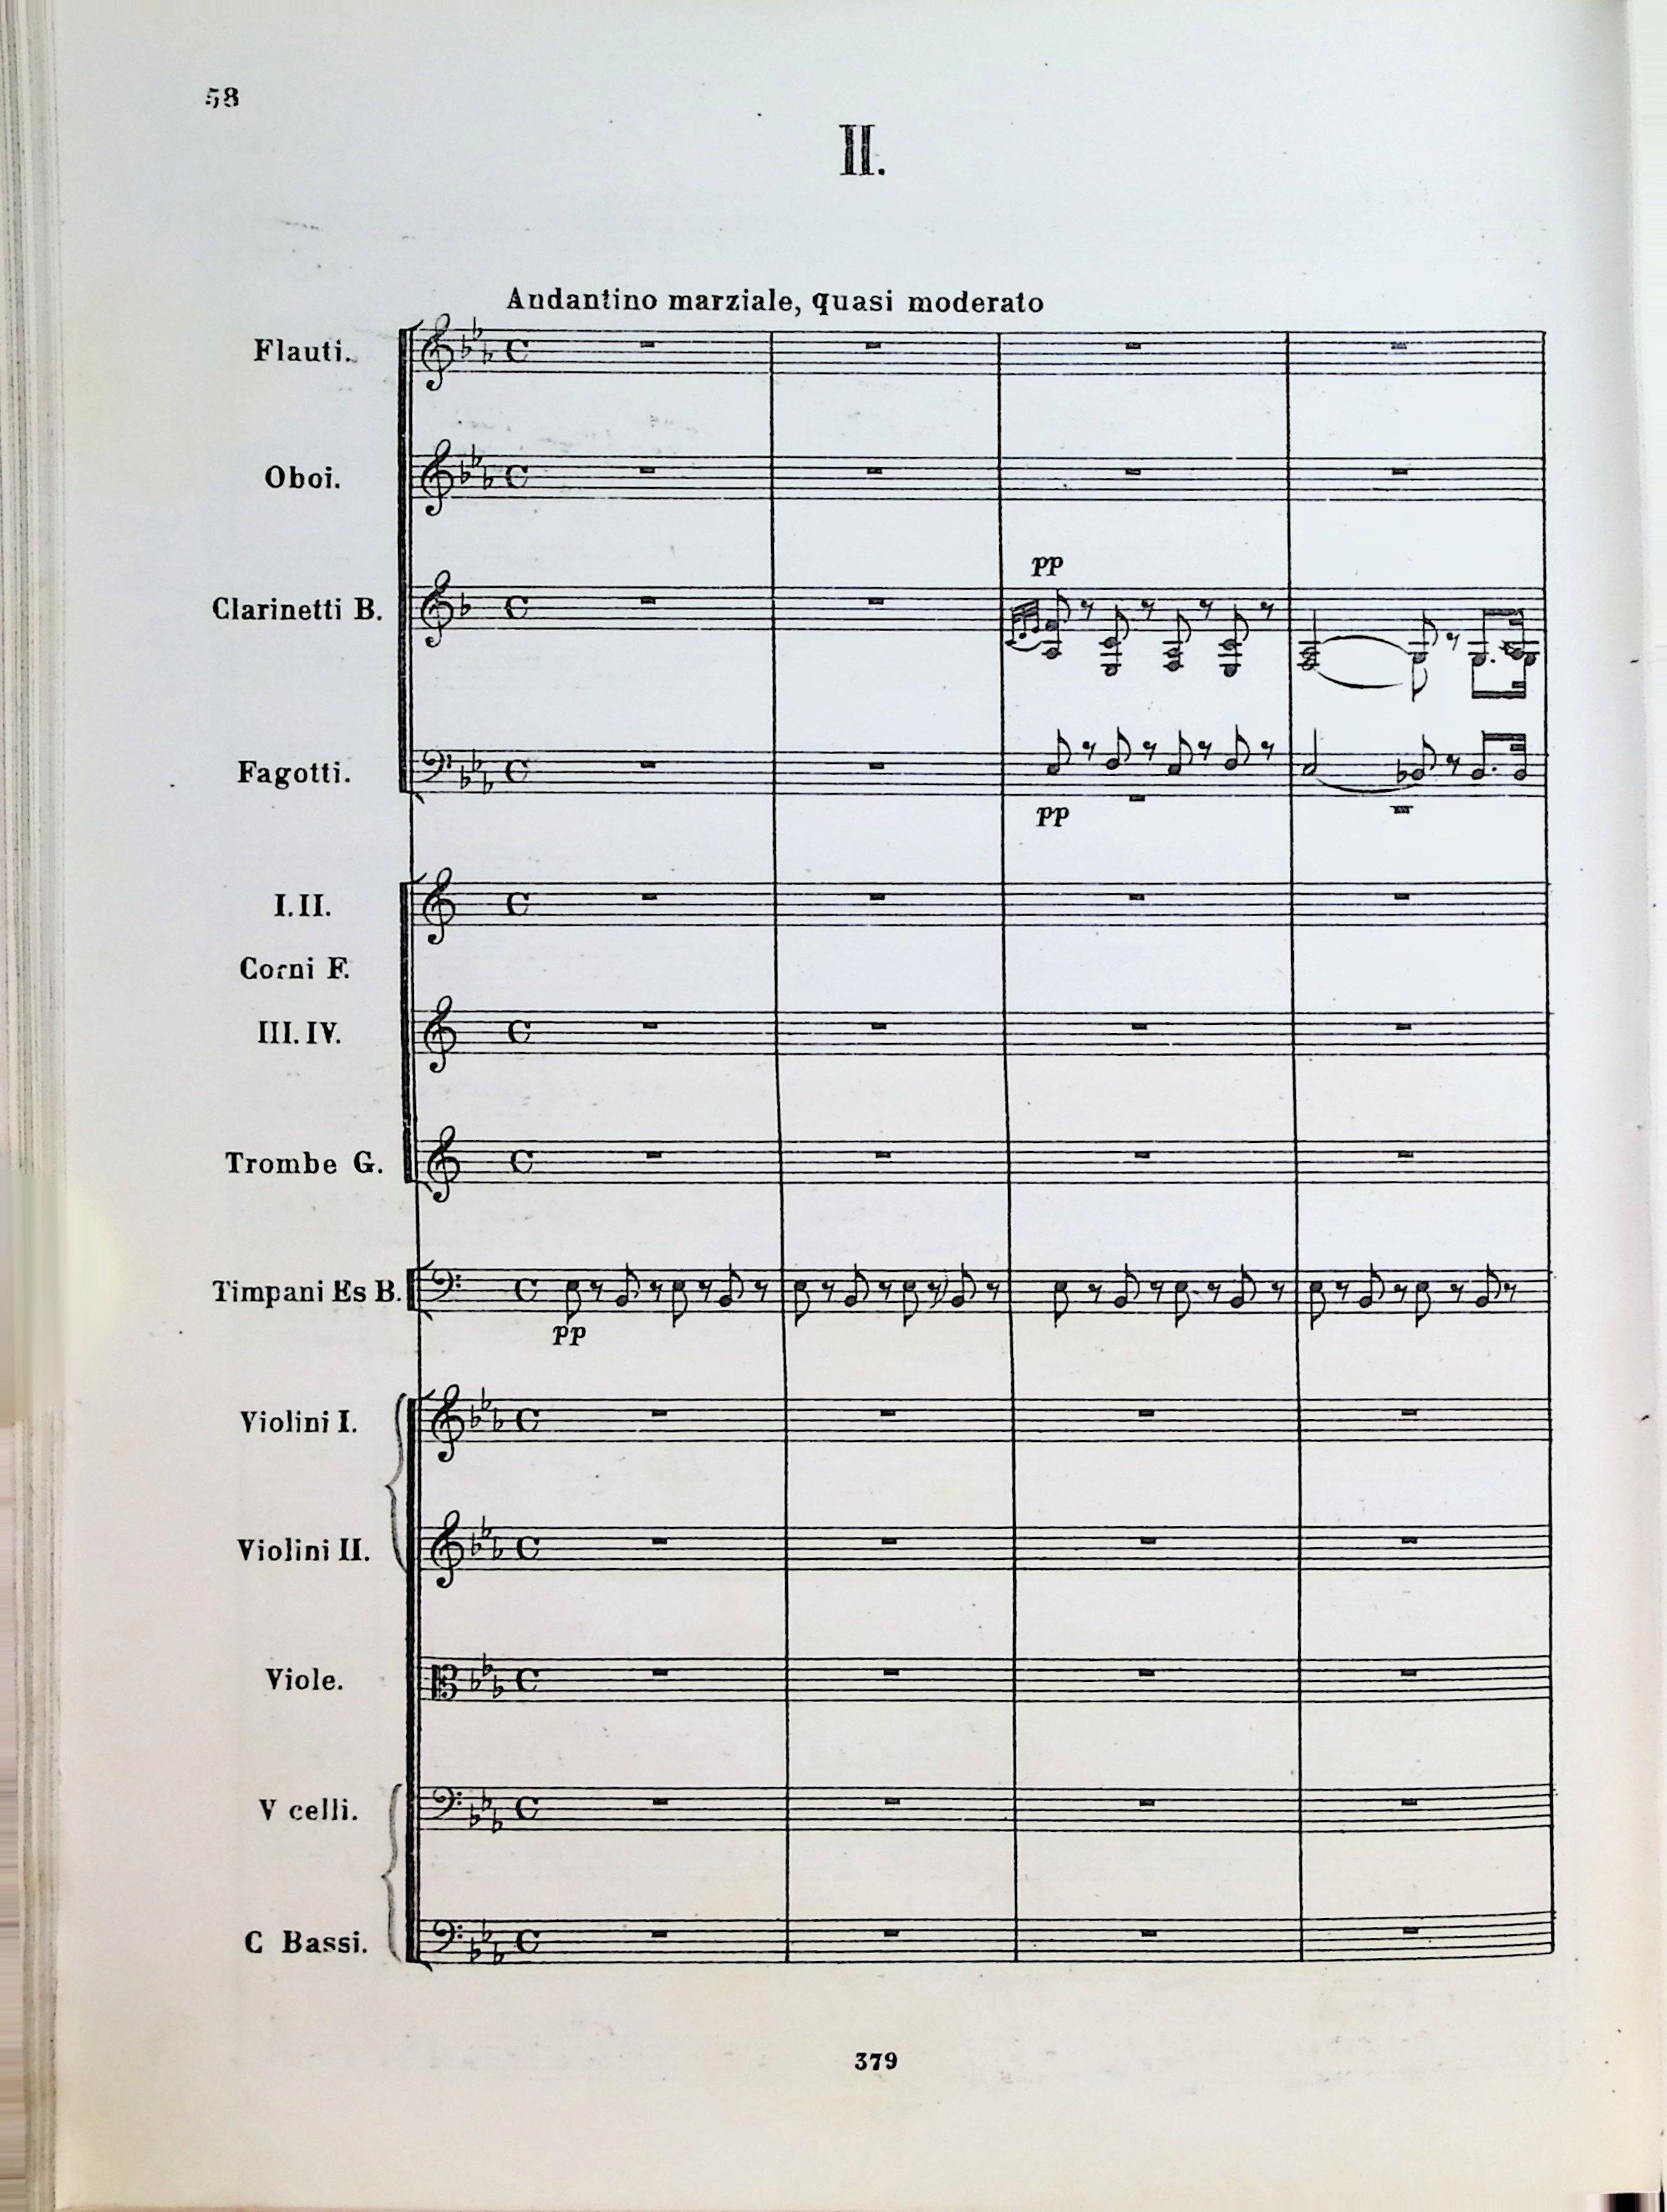 58
II.
Andantino marziale, quasi moderato
Flauti.
Oboi.
pp
Clarinetti B.
Fagotti.
pp
I. II.
Corni F.
III. IV.
Trombe G.
Timpani Es B.
pp
Violini I.
Violini II.
Viole.
V celli.
C Bassi.
379